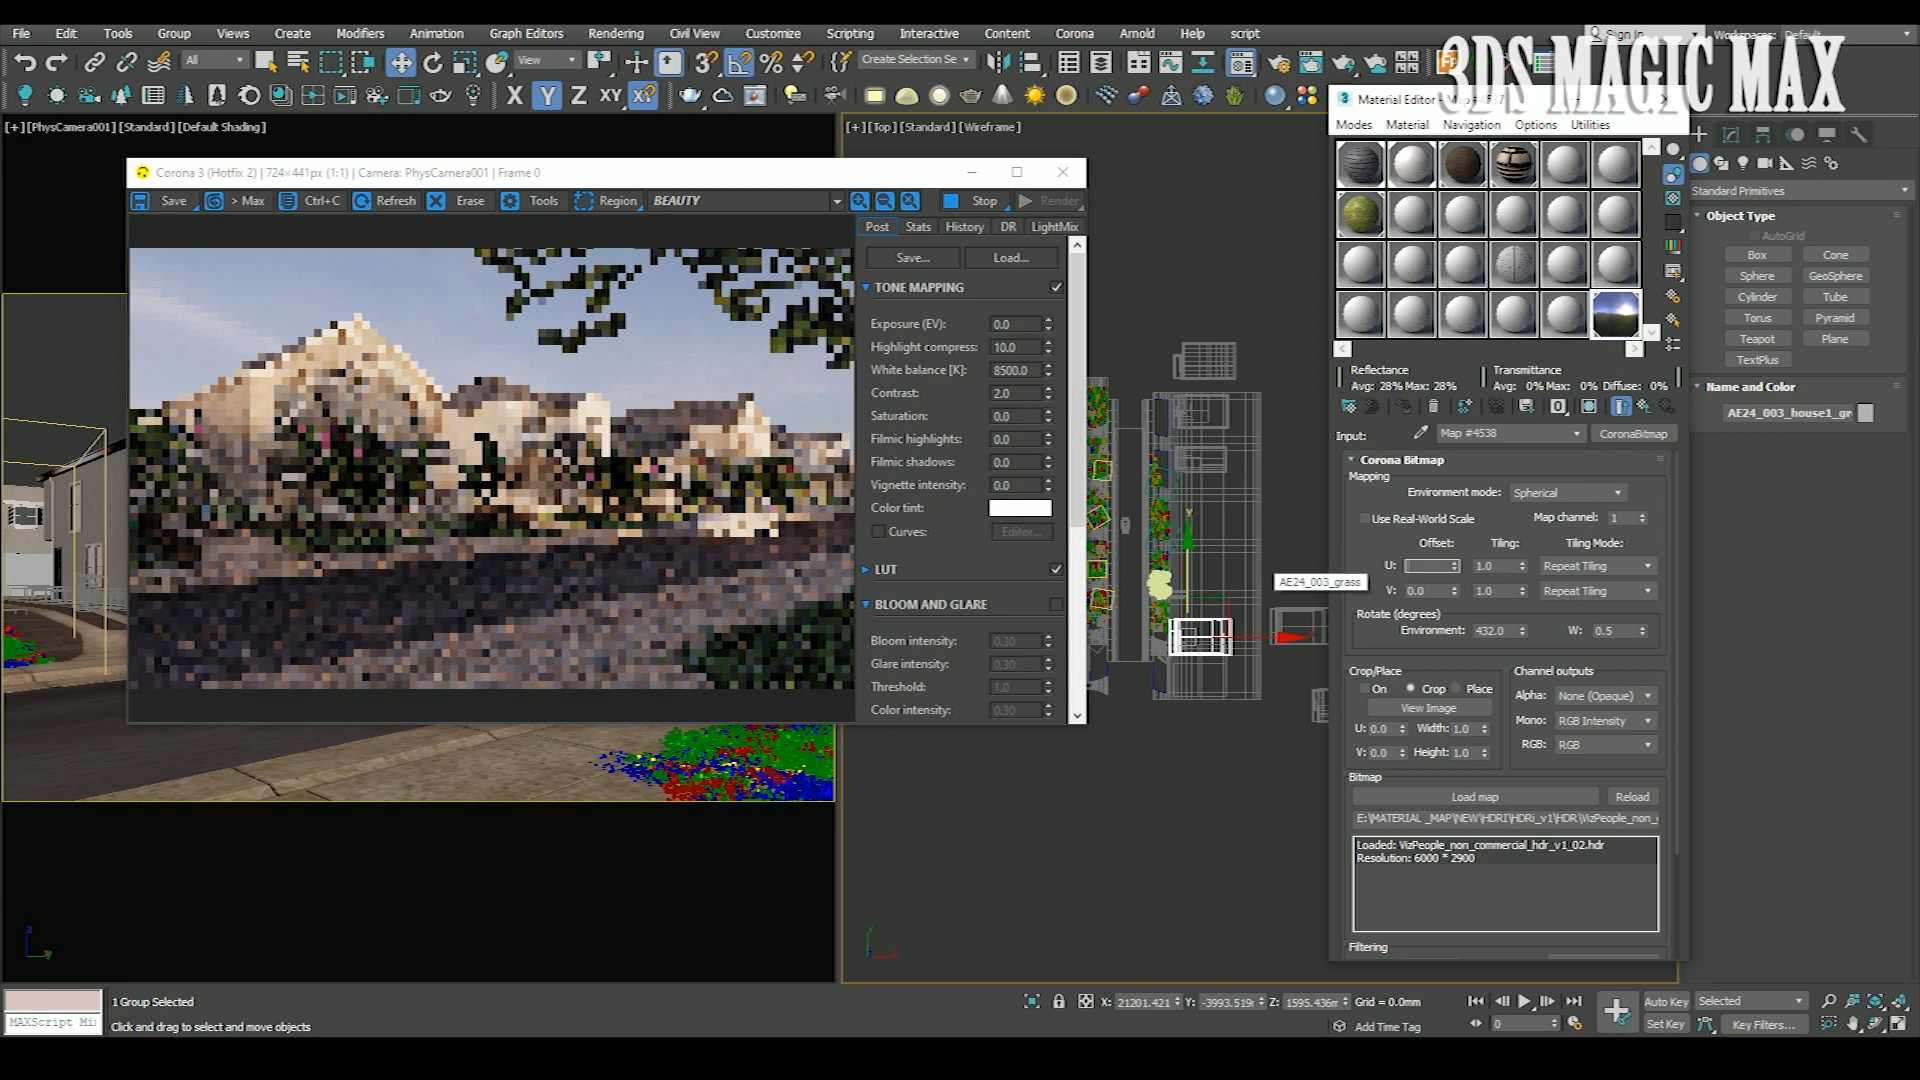 File Edit Tools Group Views Create Modifiers Animation Graph Editors Rendering Civil View Customize Scripting Interactive Content Corona Arnold Help script Sign In Workspaces: Default
3DS MAGIC MAX
All View Create Selection Se
X Y Z XY XY
[+][PhysCamera001][Standard][Default Shading]
[+][Top][Standard][Wireframe]
Corona 3 (Hotfix 2) | 724×441px (1:1) | Camera: PhysCamera001 | Frame 0
Save > Max Ctrl+C Refresh Erase Tools Region BEAUTY Stop Render
Post Stats History DR LightMix
Save... Load...
TONE MAPPING
Exposure (EV): 0.0
Highlight compress: 10.0
White balance [K]: 8500.0
Contrast: 2.0
Saturation: 0.0
Filmic highlights: 0.0
Filmic shadows: 0.0
Vignette intensity: 0.0
Color tint:
Curves: Editor...
LUT
BLOOM AND GLARE
Bloom intensity: 0.30
Glare intensity: 0.30
Threshold: 1.0
Color intensity: 0.30
AE24_003_grass
Material Editor - Map #4537
Modes Material Navigation Options Utilities
Reflectance Transmittance
Avg: 28% Max: 28% Avg: 0% Max: 0% Diffuse: 0%
Input: Map #4538 CoronaBitmap
Corona Bitmap
Mapping
Environment mode: Spherical
Use Real-World Scale Map channel: 1
Offset: Tiling: Tiling Mode:
U: 1.0 Repeat Tiling
V: 0.0 1.0 Repeat Tiling
Rotate (degrees)
Environment: 432.0 W: 0.5
Crop/Place Channel outputs
On Crop Place Alpha: None (Opaque)
View Image
U: 0.0 Width: 1.0 Mono: RGB Intensity
V: 0.0 Height: 1.0 RGB: RGB
Bitmap
Load map Reload
E:\MATERIAL _MAP\NEW\HDRI\HDRi_v1\HDR\VizPeople_non_
Loaded: VizPeople_non_commercial_hdr_v1_02.hdr
Resolution: 6000 * 2900
Filtering
Standard Primitives
Object Type
AutoGrid
Box Cone
Sphere GeoSphere
Cylinder Tube
Torus Pyramid
Teapot Plane
TextPlus
Name and Color
AE24_003_house1_gr
1 Group Selected
MAXScript Mi
Click and drag to select and move objects
X: 21201.421 Y: -3993.519 Z: 1595.436m Grid = 0.0mm
Add Time Tag
0
Auto Key Selected
Set Key Key Filters...